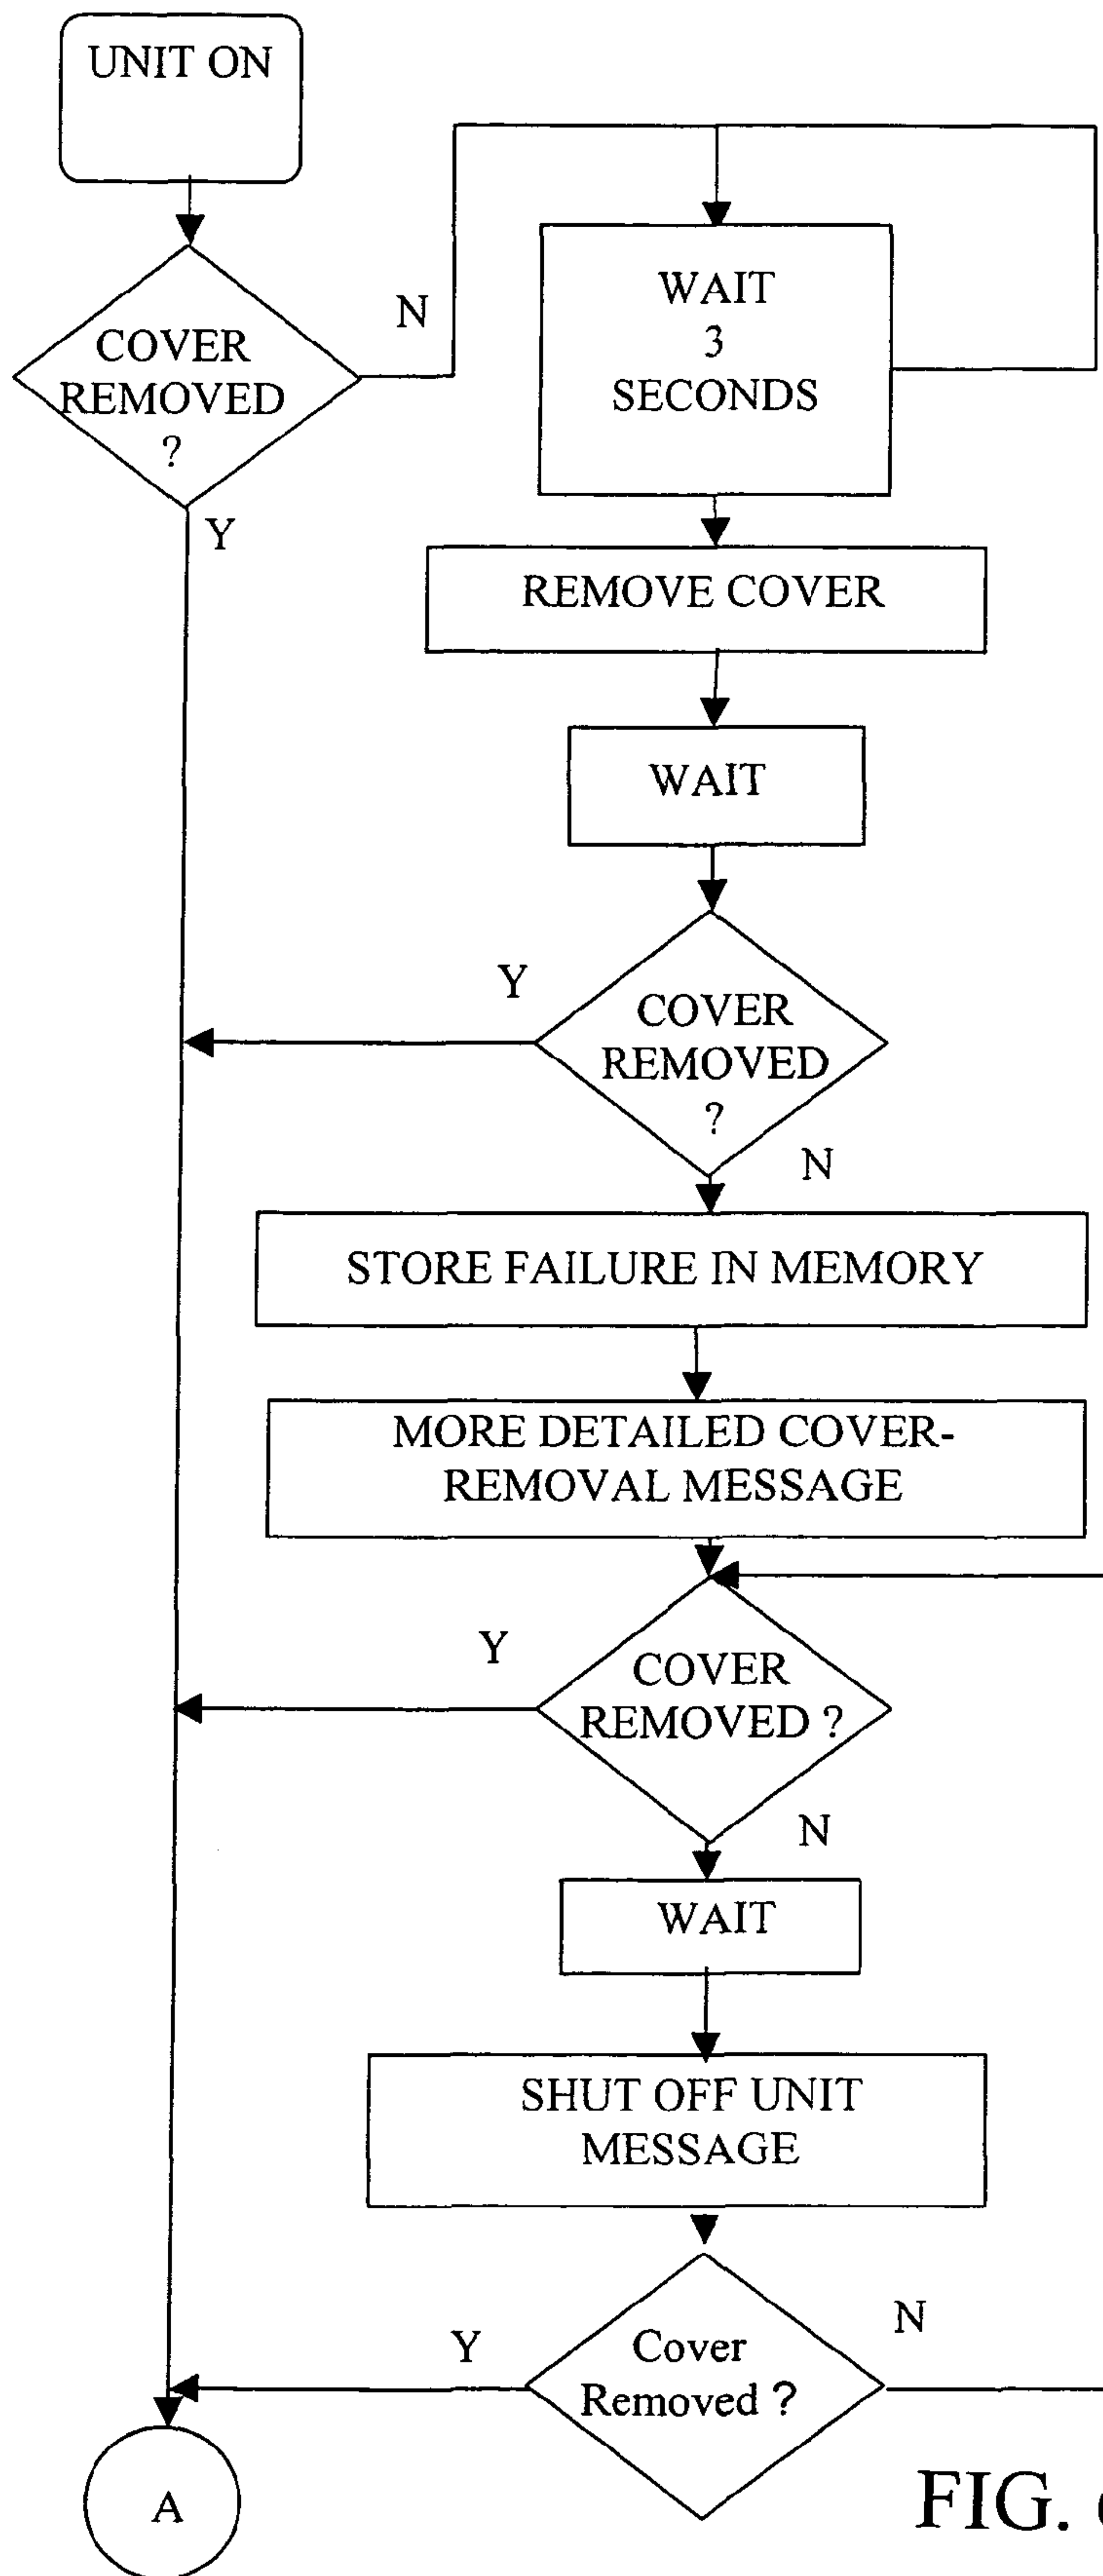 UNIT ON
COVER
REMOVED
?
N
Y
WAIT
3
SECONDS
REMOVE COVER
WAIT
COVER
REMOVED
?
Y
N
STORE FAILURE IN MEMORY
MORE DETAILED COVER-
REMOVAL MESSAGE
COVER
REMOVED ?
Y
N
WAIT
SHUT OFF UNIT
MESSAGE
Cover
Removed ?
Y
N
A
FIG.